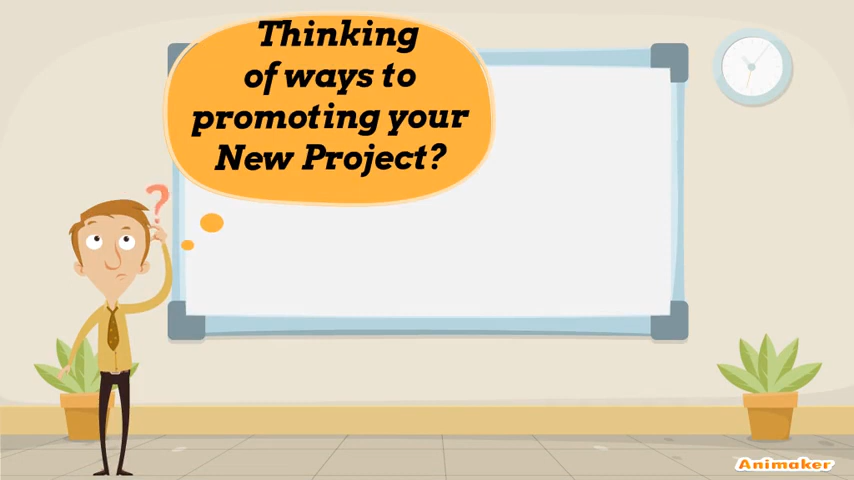 Thinking
of ways to
promoting your
New Project?
?
Animaker